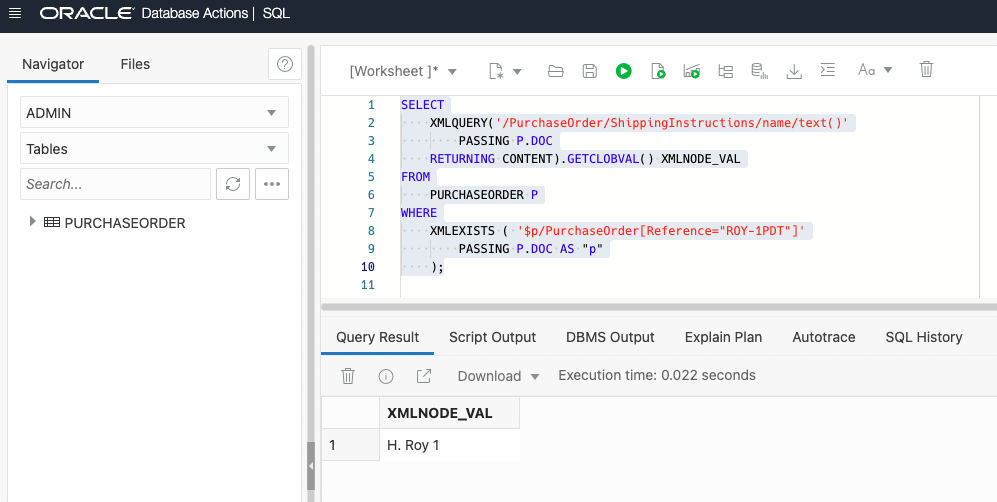 ORACLE Database Actions | SQL
Navigator Files
ADMIN
Tables
Search...
PURCHASEORDER
[Worksheet ]*
Aa
1 SELECT
2 XMLQUERY('/PurchaseOrder/ShippingInstructions/name/text()'
3 PASSING P.DOC
4 RETURNING CONTENT).GETCLOBVAL() XMLNODE_VAL
5 FROM
6 PURCHASEORDER P
7 WHERE
8 XMLEXISTS ( '$p/PurchaseOrder[Reference="ROY-1PDT"]'
9 PASSING P.DOC AS "p"
10 );
11
Query Result Script Output DBMS Output Explain Plan Autotrace SQL History
Download Execution time: 0.022 seconds
XMLNODE_VAL
1 H. Roy 1